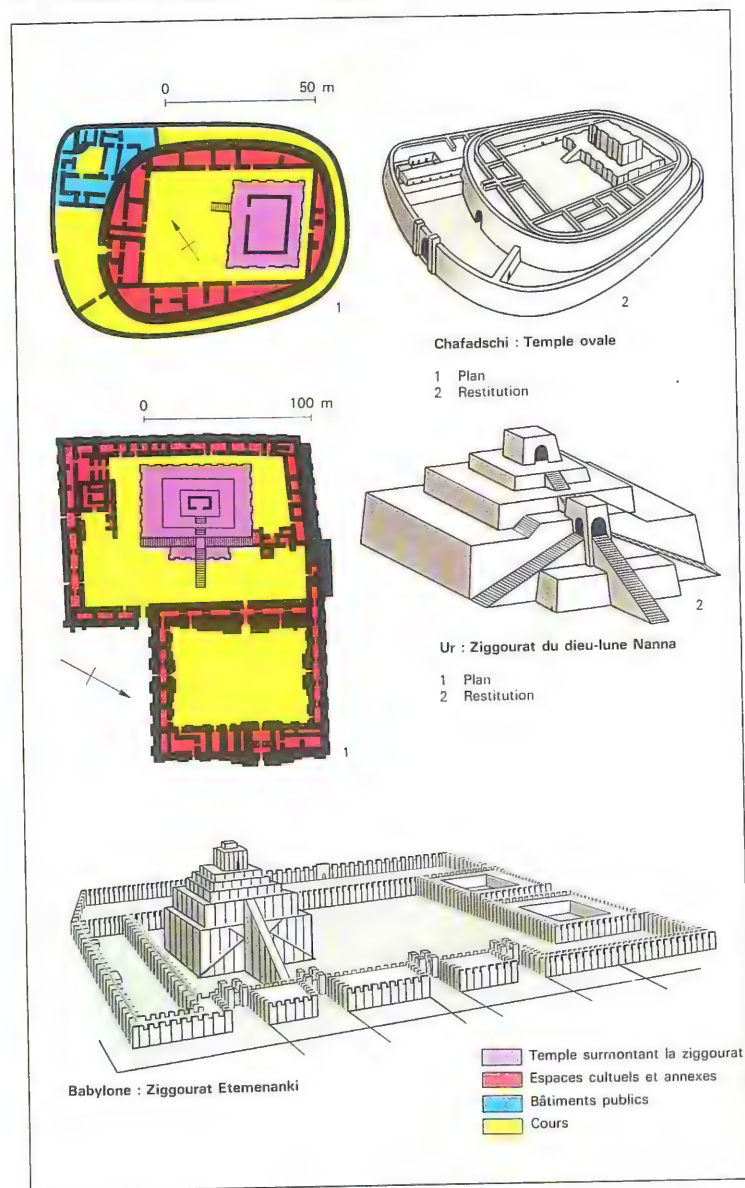 0 50 m
1
2
Chafadschi : Temple ovale
1 Plan
2 Restitution
0 100 m
1
2
Ur : Ziggourat du dieu-lune Nanna
1 Plan
2 Restitution
Babylone : Ziggourat Etemenanki
Temple surmontant la ziggourat
Espaces cultuels et annexes
Bâtiments publics
Cours